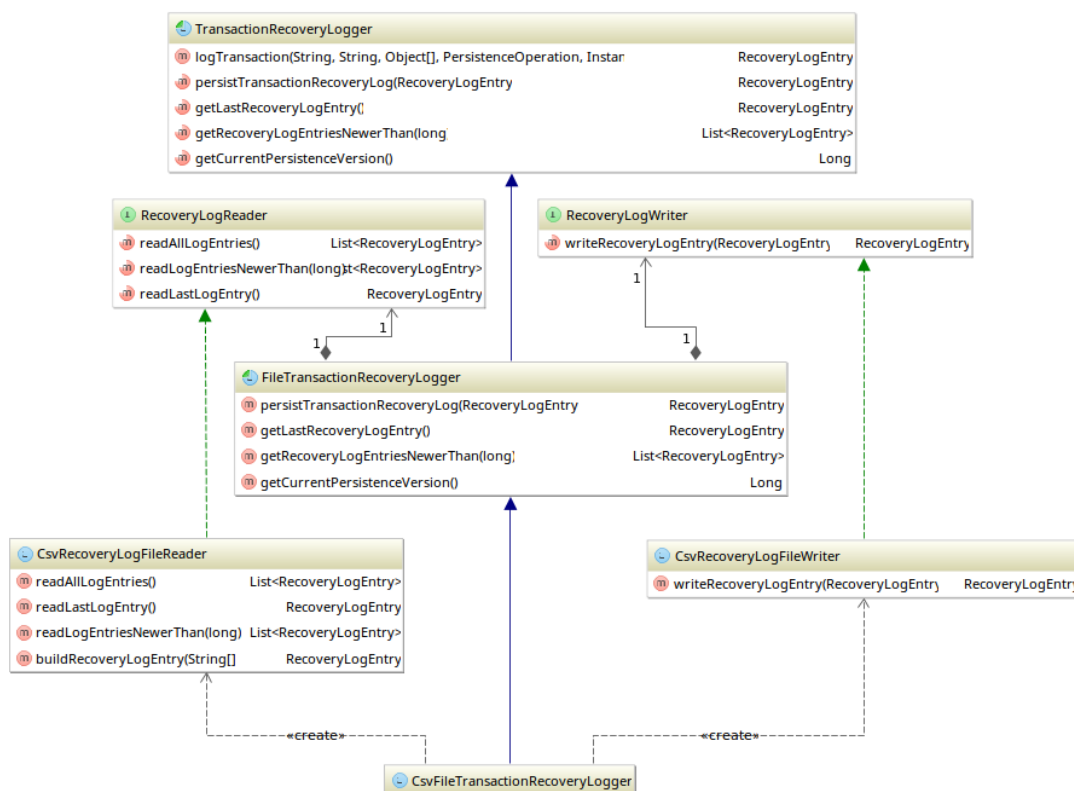 TransactionRecoveryLogger
logTransaction(String, String, Object[], PersistenceOperation, Instan RecoveryLogEntry
persistTransactionRecoveryLog(RecoveryLogEntry RecoveryLogEntry
getLastRecoveryLogEntry() RecoveryLogEntry
getRecoveryLogEntriesNewerThan(long) List<RecoveryLogEntry>
getCurrentPersistenceVersion() Long
RecoveryLogReader
readAllLogEntries() List<RecoveryLogEntry>
readLogEntriesNewerThan(long) st<RecoveryLogEntry>
readLastLogEntry() RecoveryLogEntry
RecoveryLogWriter
writeRecoveryLogEntry(RecoveryLogEntry RecoveryLogEntry
1
1
1
1
FileTransactionRecoveryLogger
persistTransactionRecoveryLog(RecoveryLogEntry RecoveryLogEntry
getLastRecoveryLogEntry() RecoveryLogEntry
getRecoveryLogEntriesNewerThan(long) List<RecoveryLogEntry>
getCurrentPersistenceVersion() Long
CsvRecoveryLogFileReader
readAllLogEntries() List<RecoveryLogEntry>
readLastLogEntry() RecoveryLogEntry
readLogEntriesNewerThan(long) List<RecoveryLogEntry>
buildRecoveryLogEntry(String[] RecoveryLogEntry
CsvRecoveryLogFileWriter
writeRecoveryLogEntry(RecoveryLogEntry RecoveryLogEntry
«create»
«create»
CsvFileTransactionRecoveryLogger